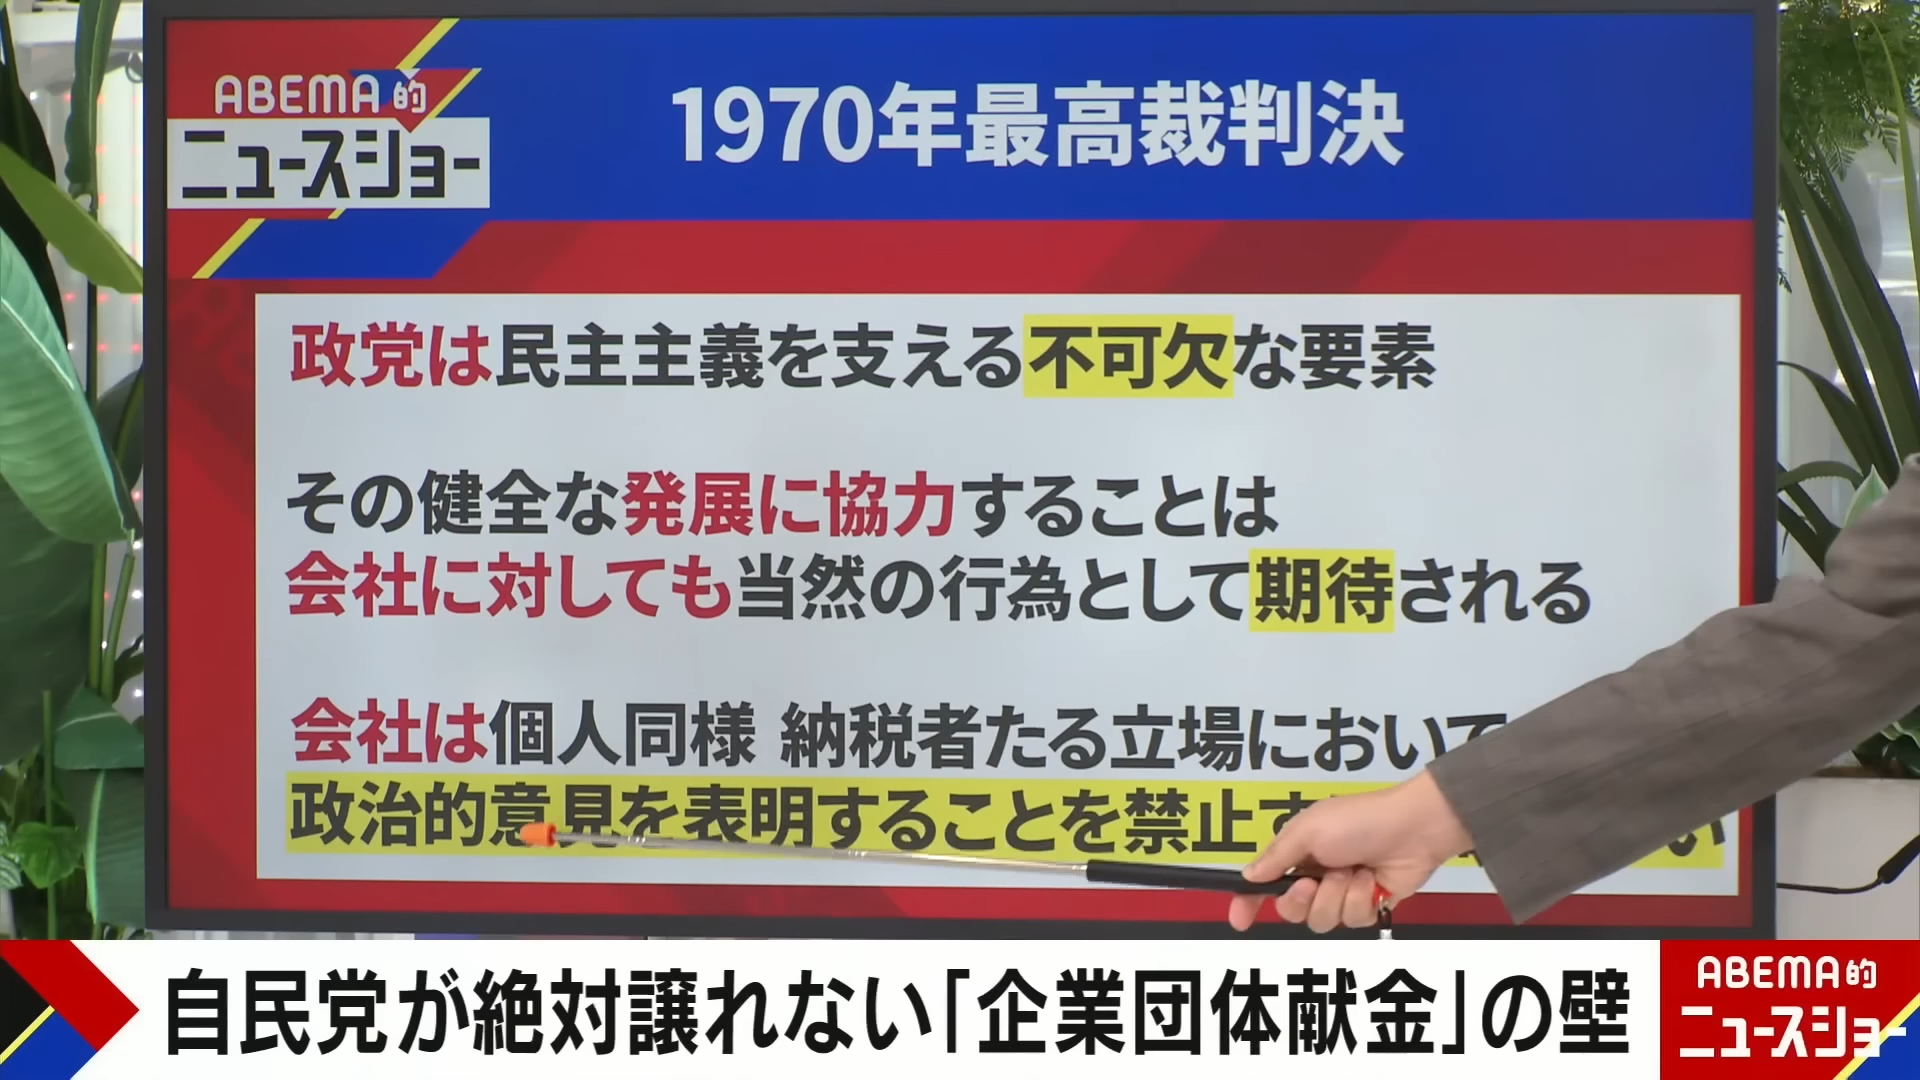 ABEMA的
ニュースショー
1970年最高裁判決
政党は民主主義を支える不可欠な要素
その健全な発展に協力することは
会社に対しても当然の行為として期待される
会社は個人同様 納税者たる立場において
政治的意見を表明することを禁止す
い
自民党が絶対譲れない「企業団体献金」の壁
ABEMA的
ニュースショー